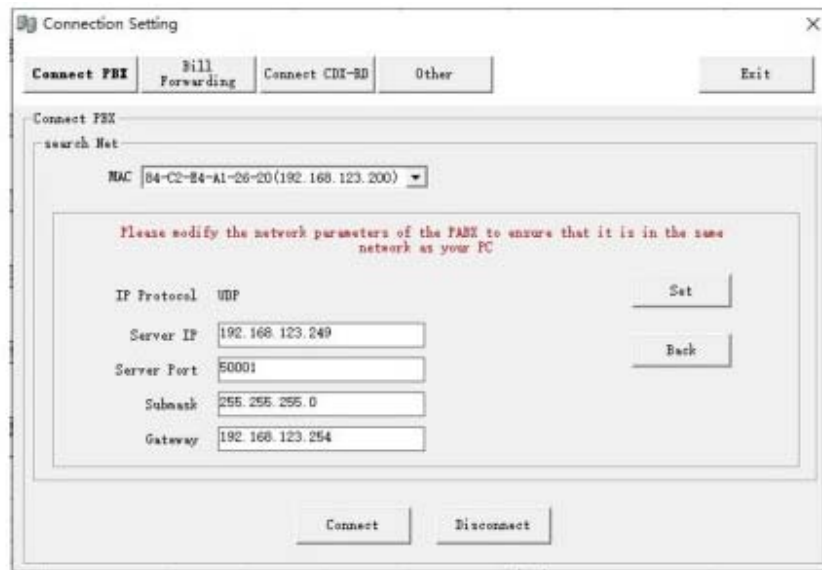 Connection Setting
Connect PBX
Bill
Forwarding
Connect CDX-BD
Other
Exit
Connect PBX
search Net
MAC 84-C2-E4-A1-26-20(192.168.123.200)
Please modify the network parameters of the PABX to ensure that it is in the same
network as your PC
IP Protocol UDP
Set
Server IP 192.168.123.249
Back
Server Port 50001
Submask 255.255.255.0
Gateway 192.168.123.254
Connect
Disconnect